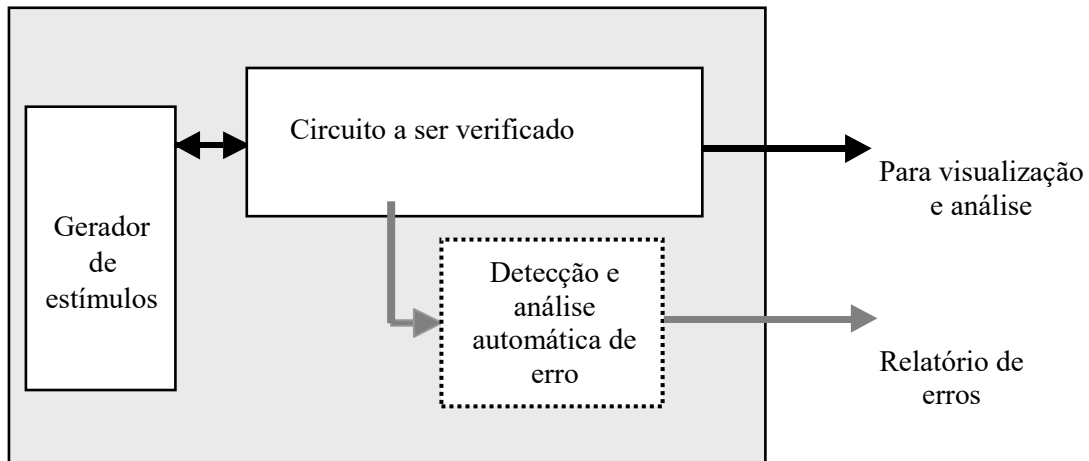 Circuito a ser verificado
Para visualização
e análise
Gerador
de
estímulos
Detecção e
análise
automática de
erro
Relatório de
erros